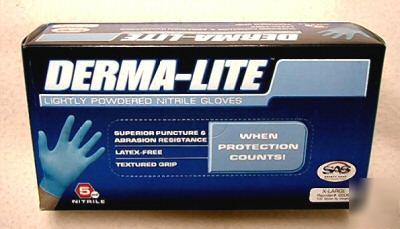 DERMA-LITE
DERMA-LITE
LIGHTLY POWDERED NITRILE GLOVES
SUPERIOR PUNCTURE &
ABRASION RESISTANCE
LATEX-FREE
TEXTURED GRIP
WHEN
PROTECTION
COUNTS!
SAS
5
NITRILE
X-LARGE